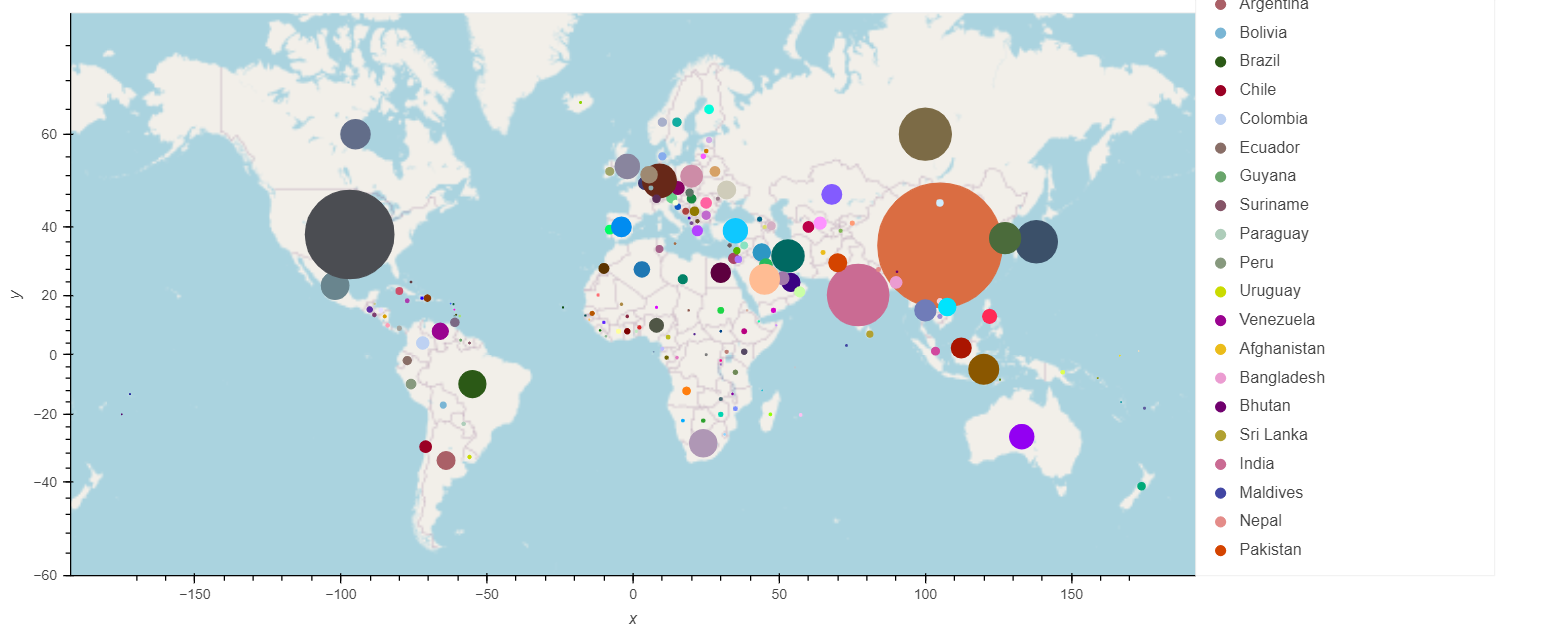 Argentina
Bolivia
Brazil
Chile
Colombia
Ecuador
Guyana
Suriname
Paraguay
Peru
Uruguay
Venezuela
Afghanistan
Bangladesh
Bhutan
Sri Lanka
India
Maldives
Nepal
Pakistan
y
60
40
20
0
−20
−40
−60
−150
−100
−50
0
50
100
150
x